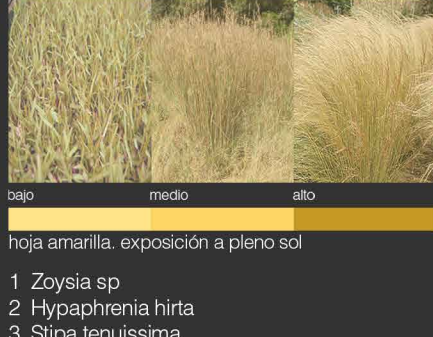 bajo medio alto
hoja amarilla. exposición a pleno sol
1 Zoysia sp
2 Hypaphrenia hirta
3 Stipa tenuissima